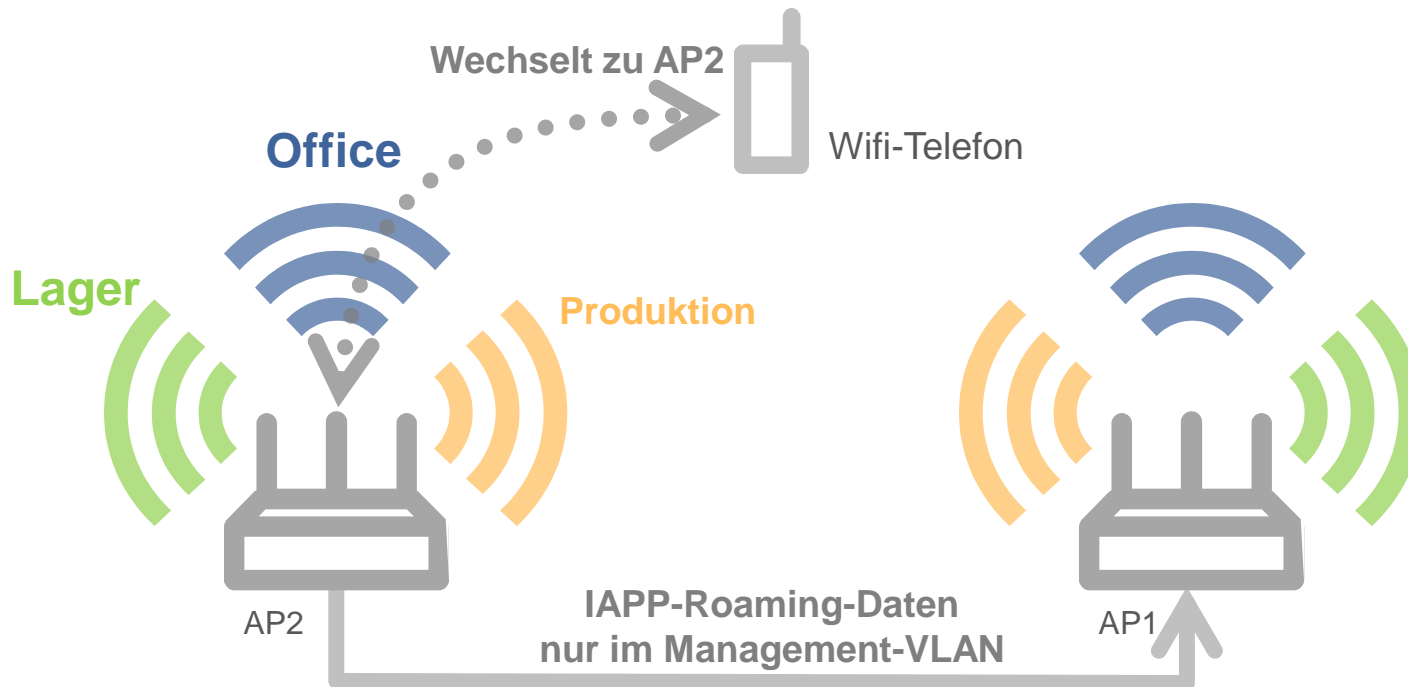 Wechselt zu AP2
Office
Wifi-Telefon
Lager
Produktion
AP2
IAPP-Roaming-Daten
nur im Management-VLAN
AP1